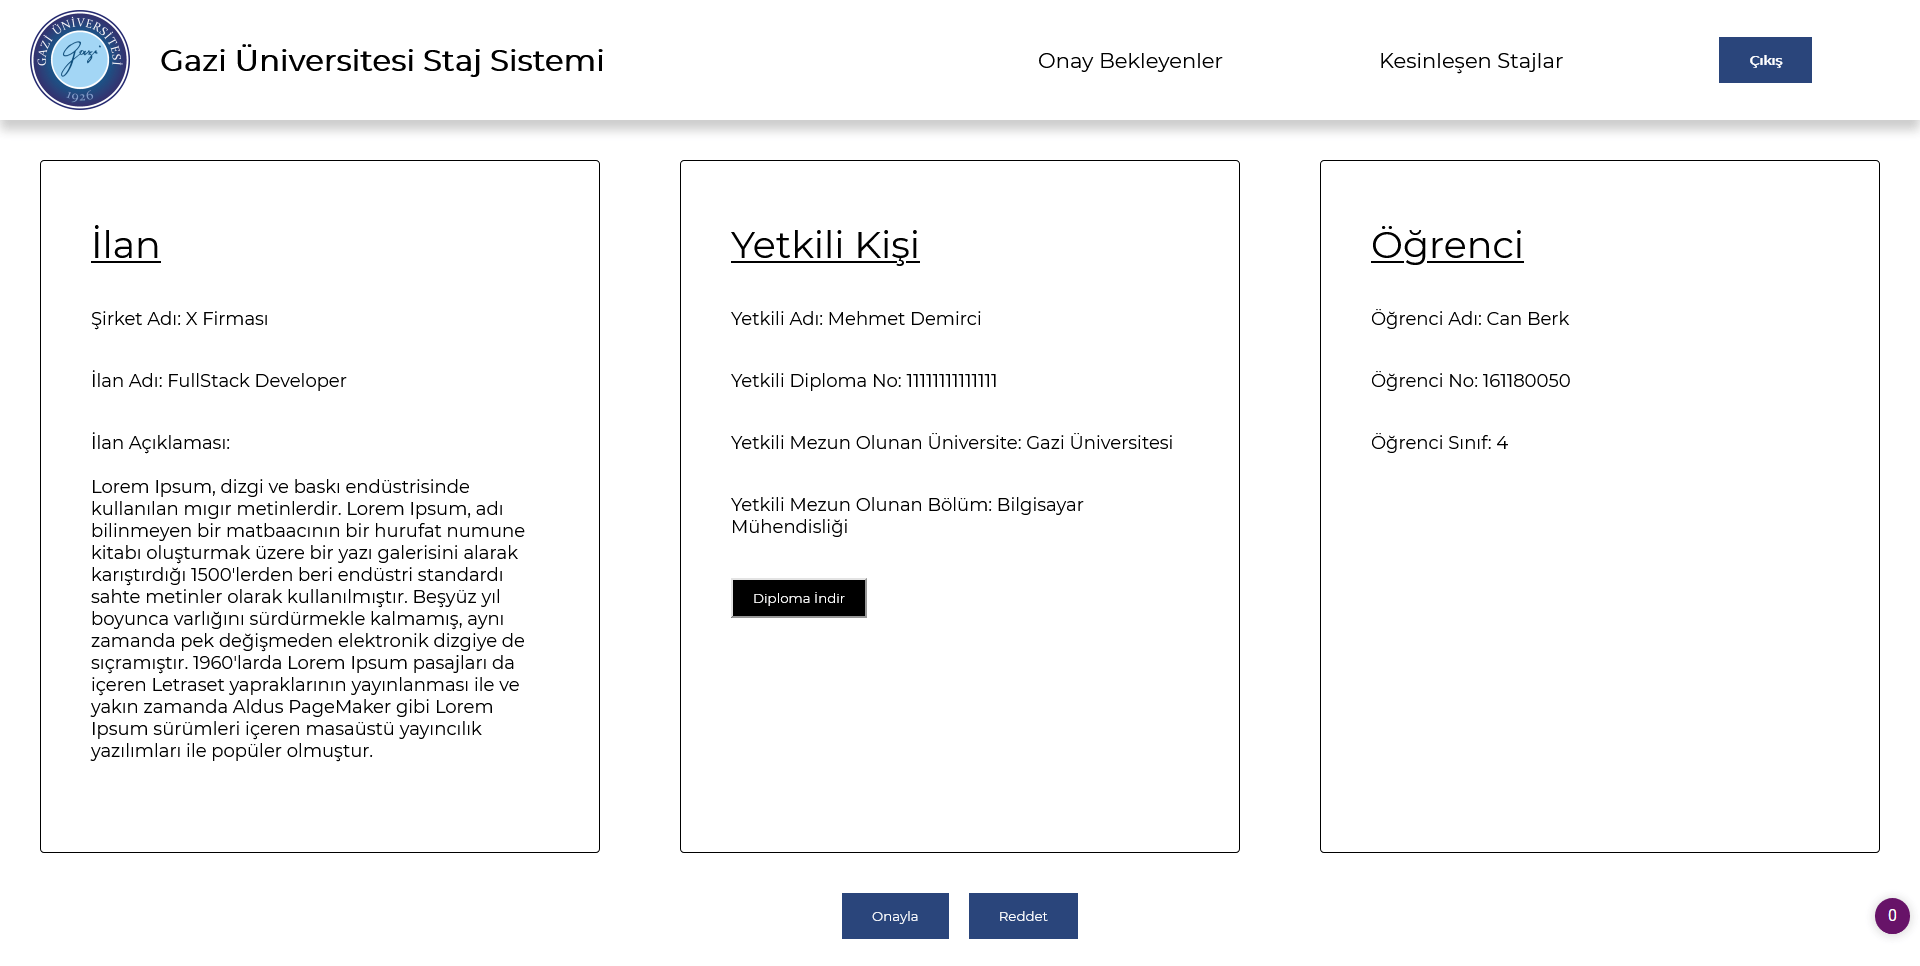 GAZİ ÜNİVERSİTESİ
Gazi
1926
Gazi Üniversitesi Staj Sistemi
Onay Bekleyenler
Kesinleşen Stajlar
Çıkış
İlan
Şirket Adı: X Firması
İlan Adı: FullStack Developer
İlan Açıklaması:
Lorem Ipsum, dizgi ve baskı endüstrisinde
kullanılan mıgır metinlerdir. Lorem Ipsum, adı
bilinmeyen bir matbaacının bir hurufat numune
kitabı oluşturmak üzere bir yazı galerisini alarak
karıştırdığı 1500'lerden beri endüstri standardı
sahte metinler olarak kullanılmıştır. Beşyüz yıl
boyunca varlığını sürdürmekle kalmamış, aynı
zamanda pek değişmeden elektronik dizgiye de
sıçramıştır. 1960'larda Lorem Ipsum pasajları da
içeren Letraset yapraklarının yayınlanması ile ve
yakın zamanda Aldus PageMaker gibi Lorem
Ipsum sürümleri içeren masaüstü yayıncılık
yazılımları ile popüler olmuştur.
Yetkili Kişi
Yetkili Adı: Mehmet Demirci
Yetkili Diploma No: 11111111111111
Yetkili Mezun Olunan Üniversite: Gazi Üniversitesi
Yetkili Mezun Olunan Bölüm: Bilgisayar
Mühendisliği
Diploma İndir
Öğrenci
Öğrenci Adı: Can Berk
Öğrenci No: 161180050
Öğrenci Sınıf: 4
Onayla
Reddet
0